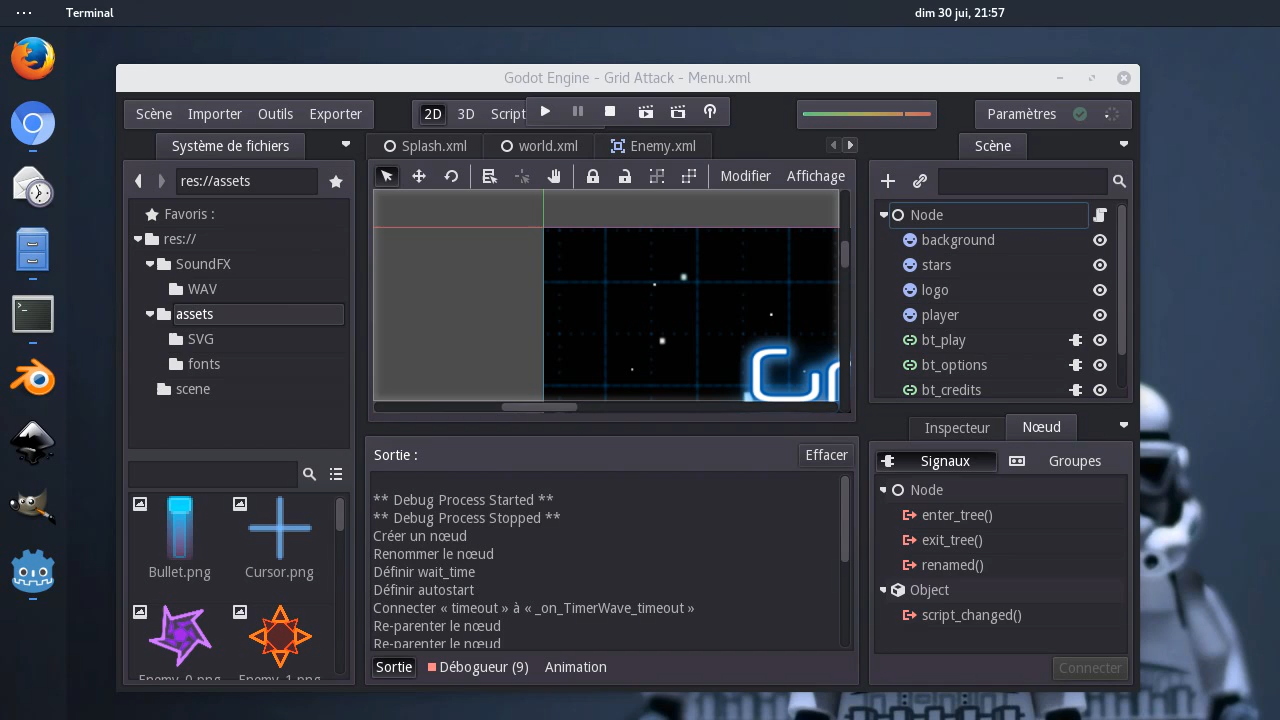 Terminal
dim 30 jui, 21:57
Godot Engine - Grid Attack - Menu.xml
Scène Importer Outils Exporter
2D 3D Script
Paramètres
Système de fichiers
Splash.xml world.xml Enemy.xml
Scène
res://assets
Modifier Affichage
Favoris :
res://
SoundFX
WAV
assets
SVG
fonts
scene
Node
background
stars
logo
player
bt_play
bt_options
bt_credits
Bullet.png Cursor.png
Enemy_0.png Enemy_1.png
Sortie : Effacer
** Debug Process Started **
** Debug Process Stopped **
Créer un nœud
Renommer le nœud
Définir wait_time
Définir autostart
Connecter « timeout » à « _on_TimerWave_timeout »
Re-parenter le nœud
Re-parenter le nœud
Sortie Débogueur (9) Animation
Inspecteur Nœud
Signaux Groupes
Node
enter_tree()
exit_tree()
renamed()
Object
script_changed()
Connecter